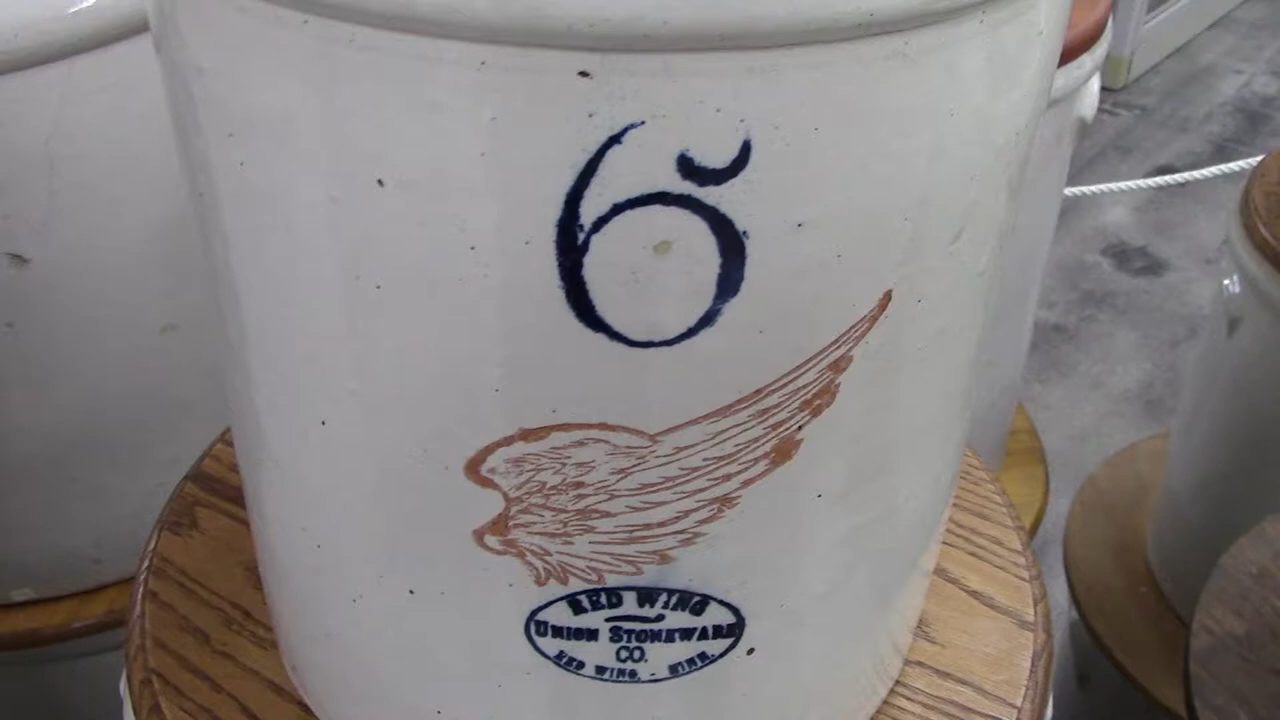 6
RED WING
UNION STONEWARE
CO.
RED WING. - MINN.